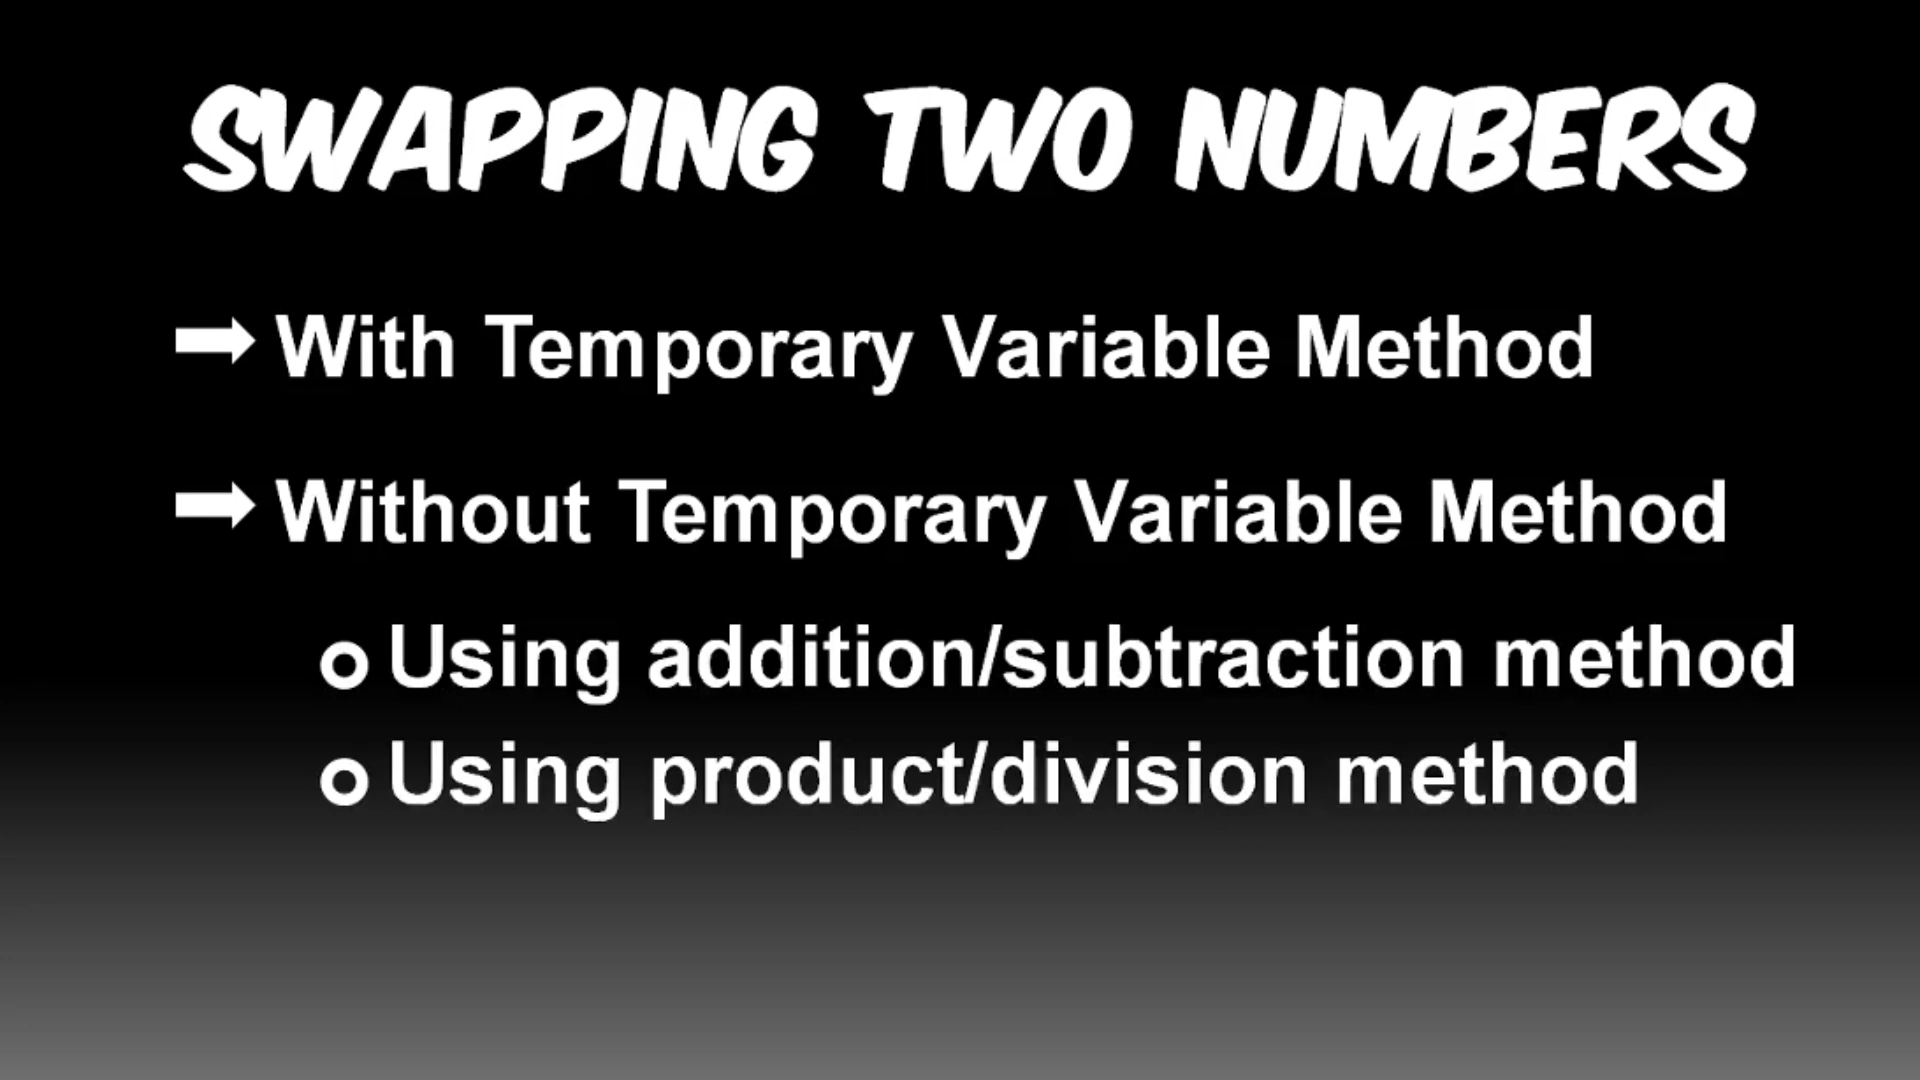 SWAPPING TWO NUMBERS
➡ With Temporary Variable Method
➡ Without Temporary Variable Method
o Using addition/subtraction method
o Using product/division method